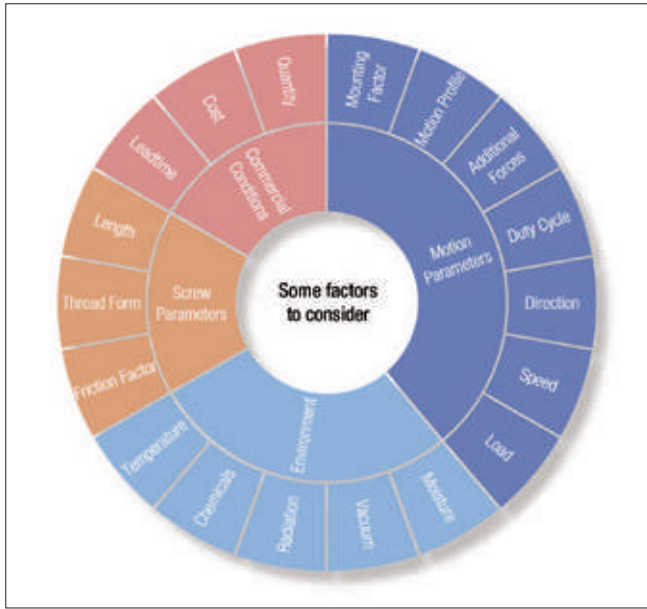 Some factors
to consider
Motion
Parameters
Mounting
Factor
Motion Profile
Additional
Forces
Duty Cycle
Direction
Speed
Load
Environment
Moisture
Vacuum
Radiation
Chemicals
Temperature
Screw
Parameters
Friction Factor
Thread Form
Length
Commercial
Conditions
Leadtime
Cost
Quantity